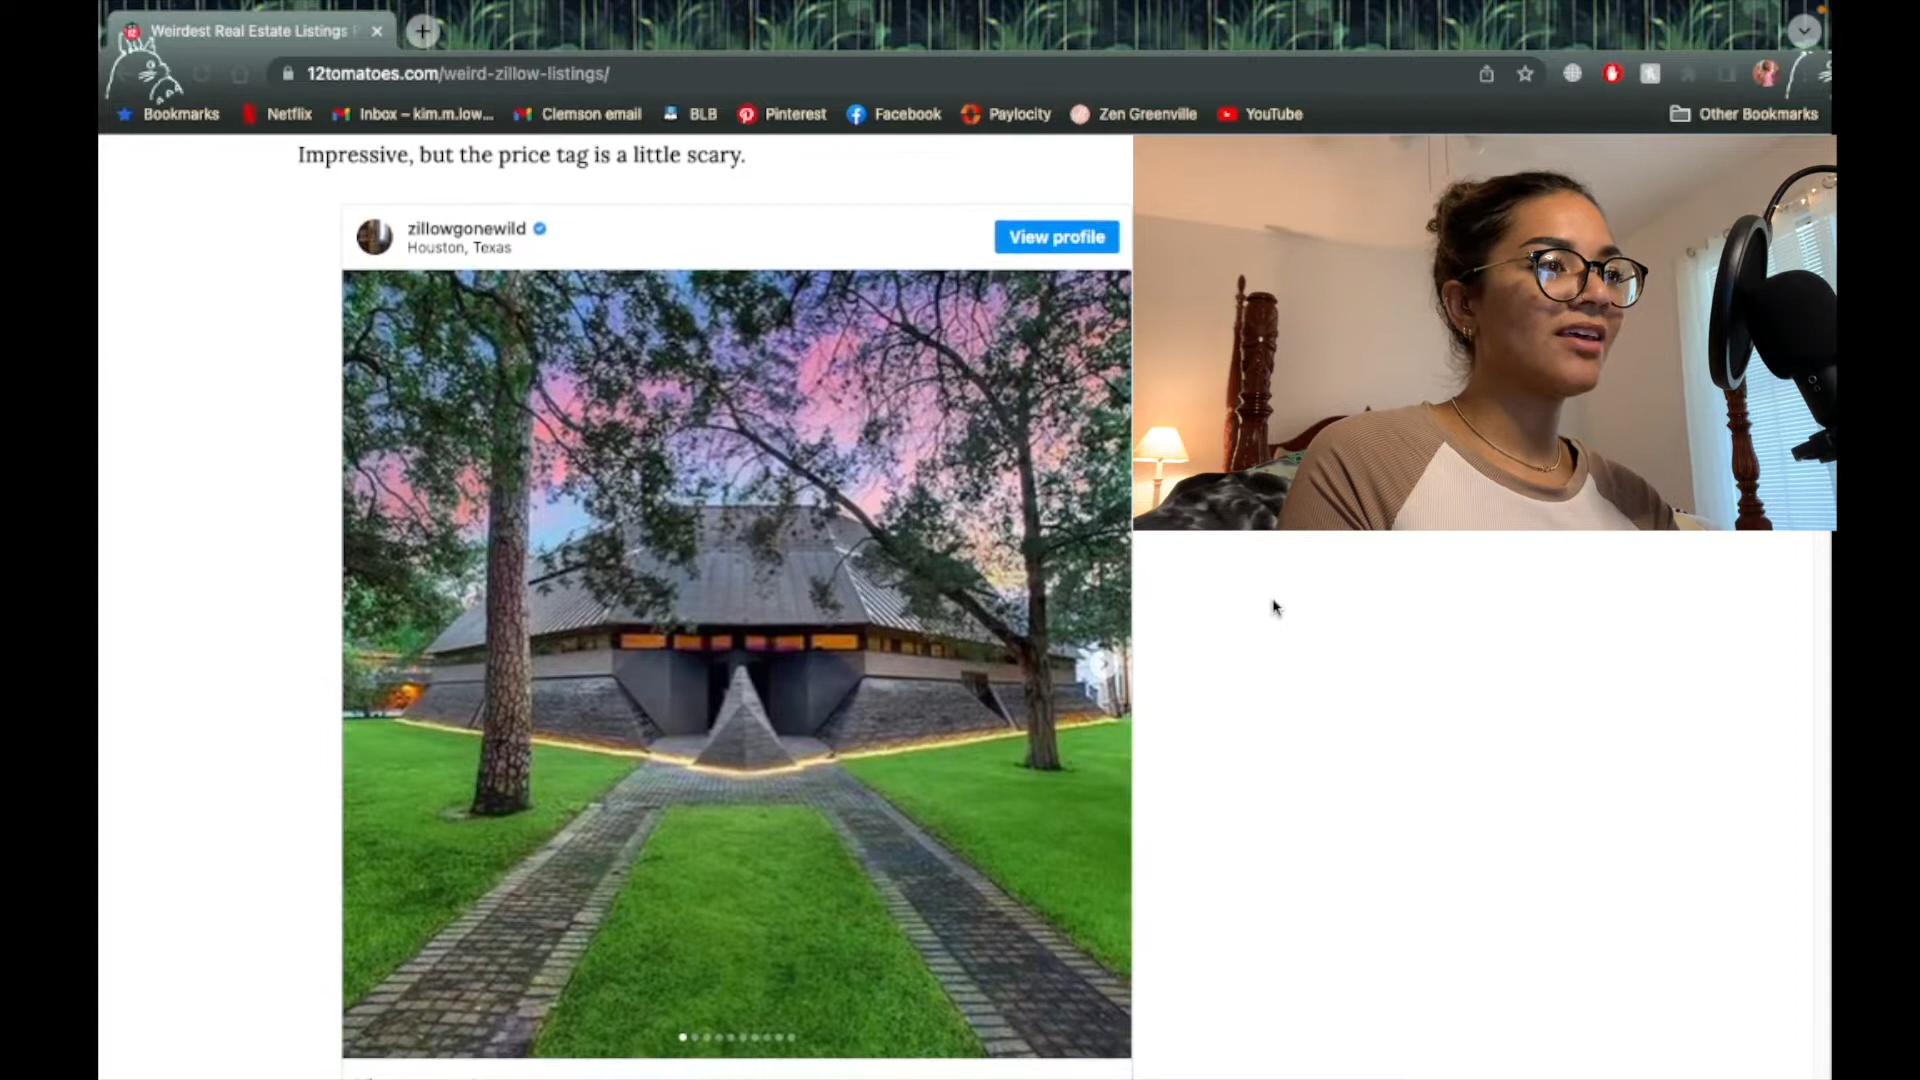 Weirdest Real Estate Listings
12tomatoes.com/weird-zillow-listings/
Bookmarks Netflix Inbox – kim.m.low... Clemson email BLB Pinterest Facebook Paylocity Zen Greenville YouTube Other Bookmarks
Impressive, but the price tag is a little scary.
zillowgonewild
Houston, Texas
View profile